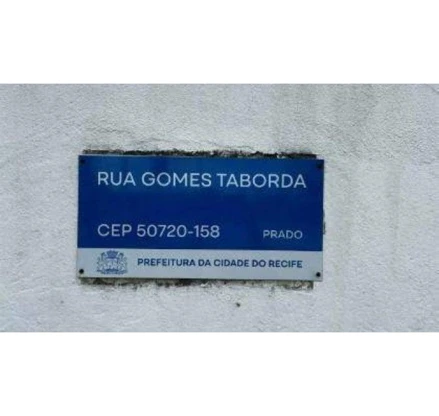 RUA GOMES TABORDA
CEP 50720-158 PRADO
PREFEITURA DA CIDADE DO RECIFE